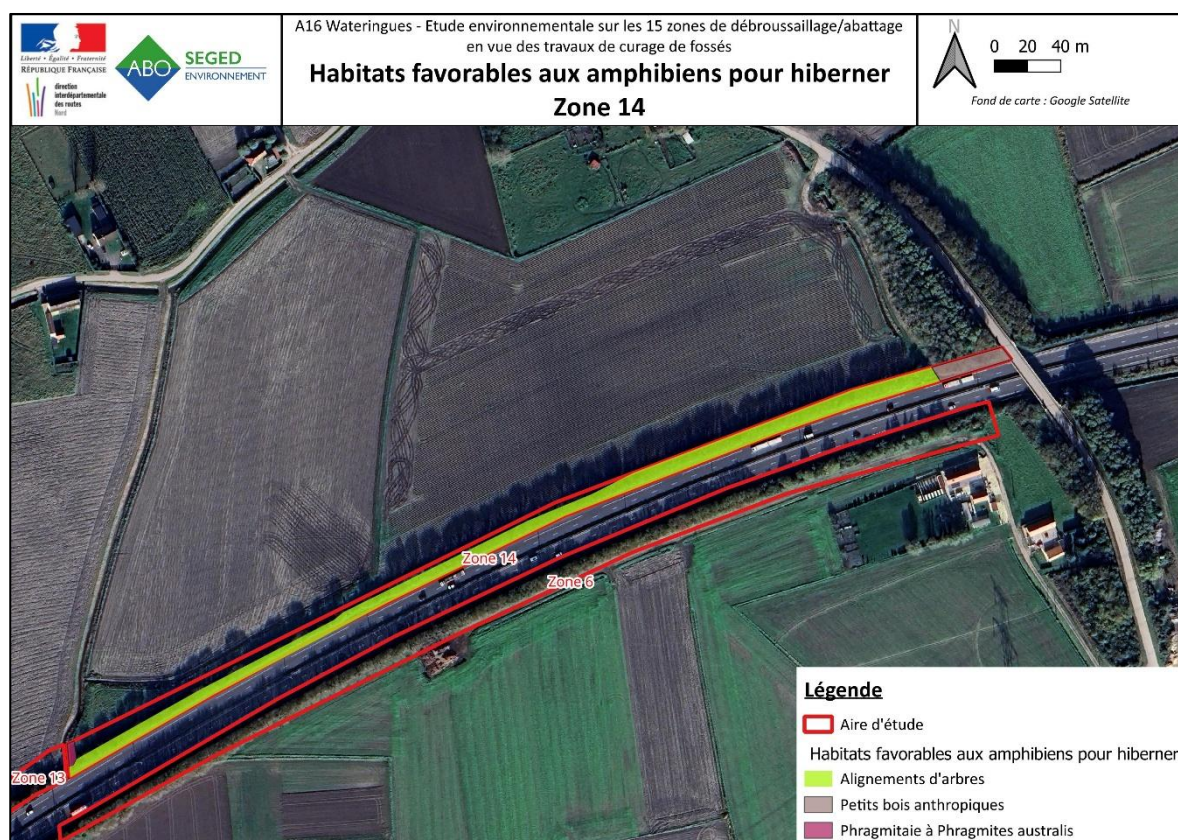 Liberté • Égalité • Fraternité
RÉPUBLIQUE FRANÇAISE
direction
interdépartementale
des routes
Nord
ABO
SEGED
ENVIRONNEMENT
A16 Wateringues - Etude environnementale sur les 15 zones de débroussaillage/abattage
en vue des travaux de curage de fossés
Habitats favorables aux amphibiens pour hiberner
Zone 14
N
0 20 40 m
Fond de carte : Google Satellite
Zone 14
Zone 6
Zone 13
Légende
Aire d'étude
Habitats favorables aux amphibiens pour hiberner
Alignements d'arbres
Petits bois anthropiques
Phragmitaie à Phragmites australis